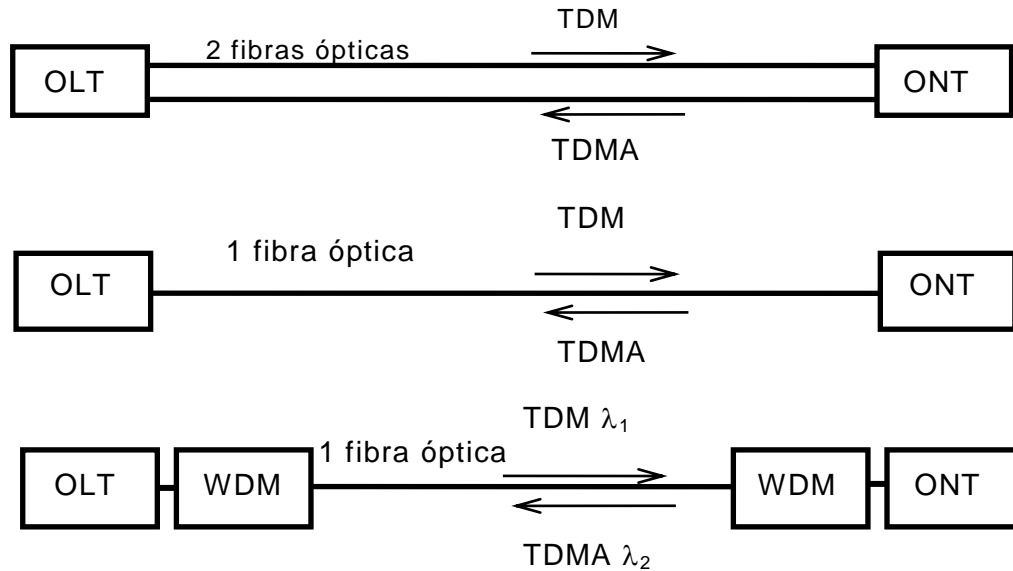 TDM
2 fibras ópticas
OLT
ONT
TDMA
TDM
1 fibra óptica
OLT
ONT
TDMA
TDM λ₁
1 fibra óptica
OLT
WDM
WDM
ONT
TDMA λ₂